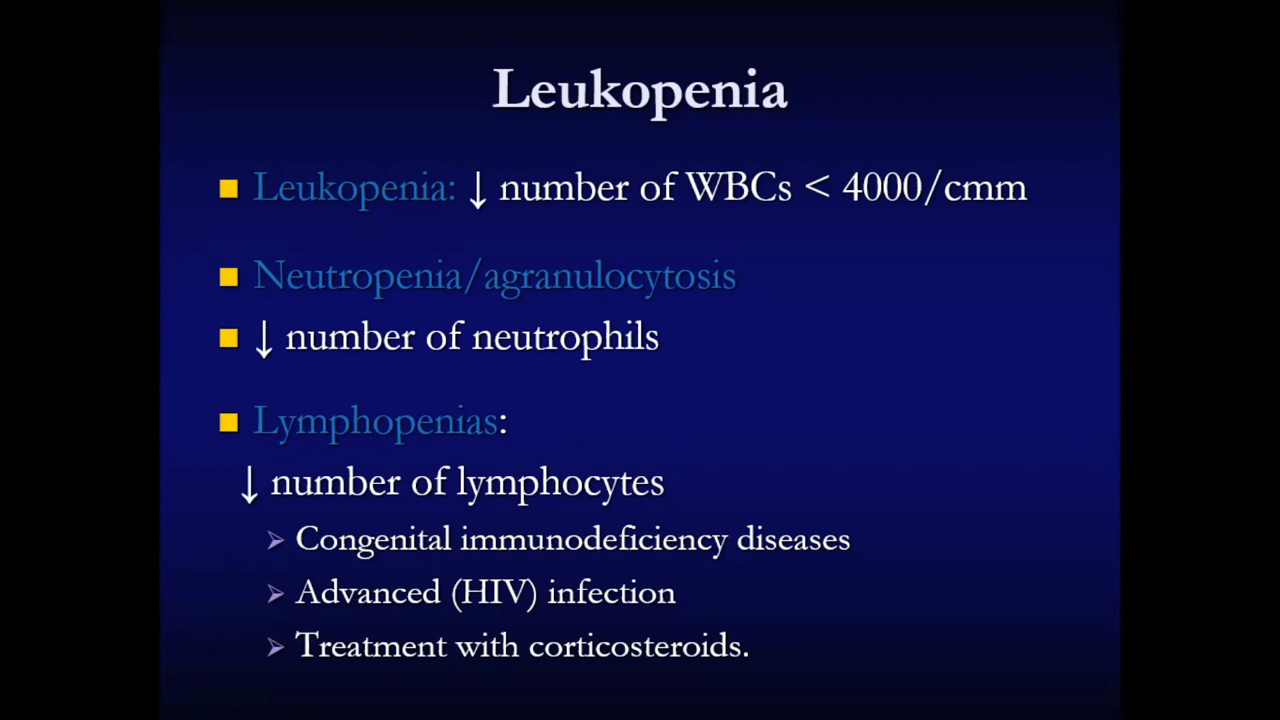 Leukopenia
Leukopenia: ↓ number of WBCs < 4000/cmm
Neutropenia/agranulocytosis
↓ number of neutrophils
Lymphopenias:
↓ number of lymphocytes
Congenital immunodeficiency diseases
Advanced (HIV) infection
Treatment with corticosteroids.